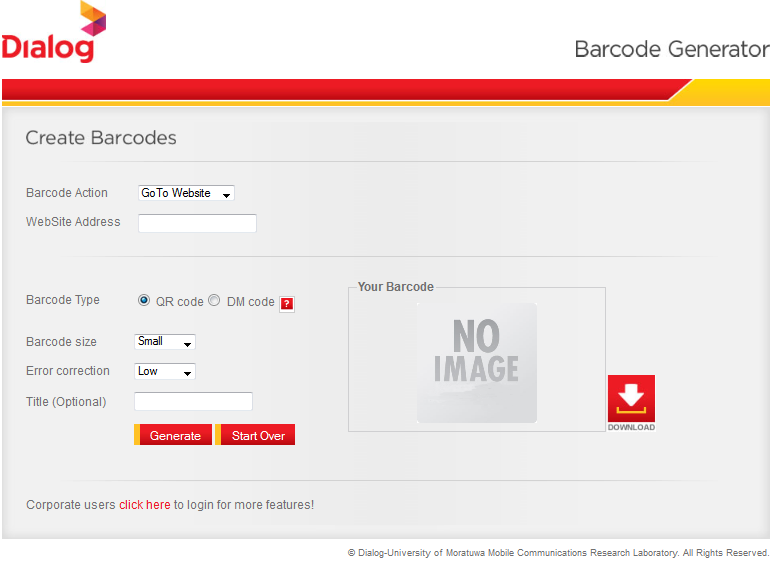 Dialog
Barcode Generator
Create Barcodes
Barcode Action GoTo Website
WebSite Address
Barcode Type QR code DM code ?
Your Barcode
NO
IMAGE
Barcode size Small
Error correction Low
Title (Optional)
DOWNLOAD
Generate Start Over
Corporate users click here to login for more features!
© Dialog-University of Moratuwa Mobile Communications Research Laboratory. All Rights Reserved.